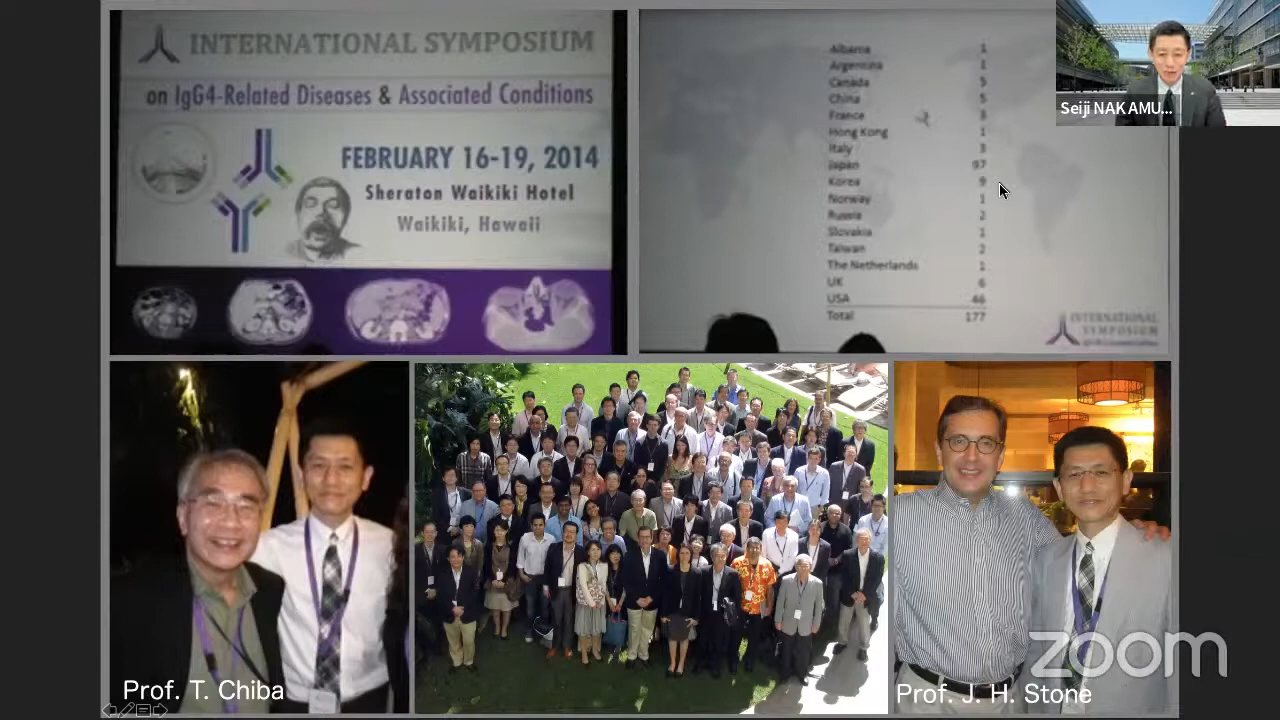 INTERNATIONAL SYMPOSIUM
on IgG4-Related Diseases & Associated Conditions
FEBRUARY 16-19, 2014
Sheraton Waikiki Hotel
Waikiki, Hawaii
Albania 1
Argentina 1
Canada 5
China 5
France 3
Hong Kong 1
Italy 3
Japan 97
Korea 9
Norway 1
Russia 2
Slovakia 1
Taiwan 2
The Netherlands 1
UK 6
USA 46
Total 177
INTERNATIONAL
SYMPOSIUM
Seiji NAKAMU...
Prof. T. Chiba
Prof. J. H. Stone
zoom